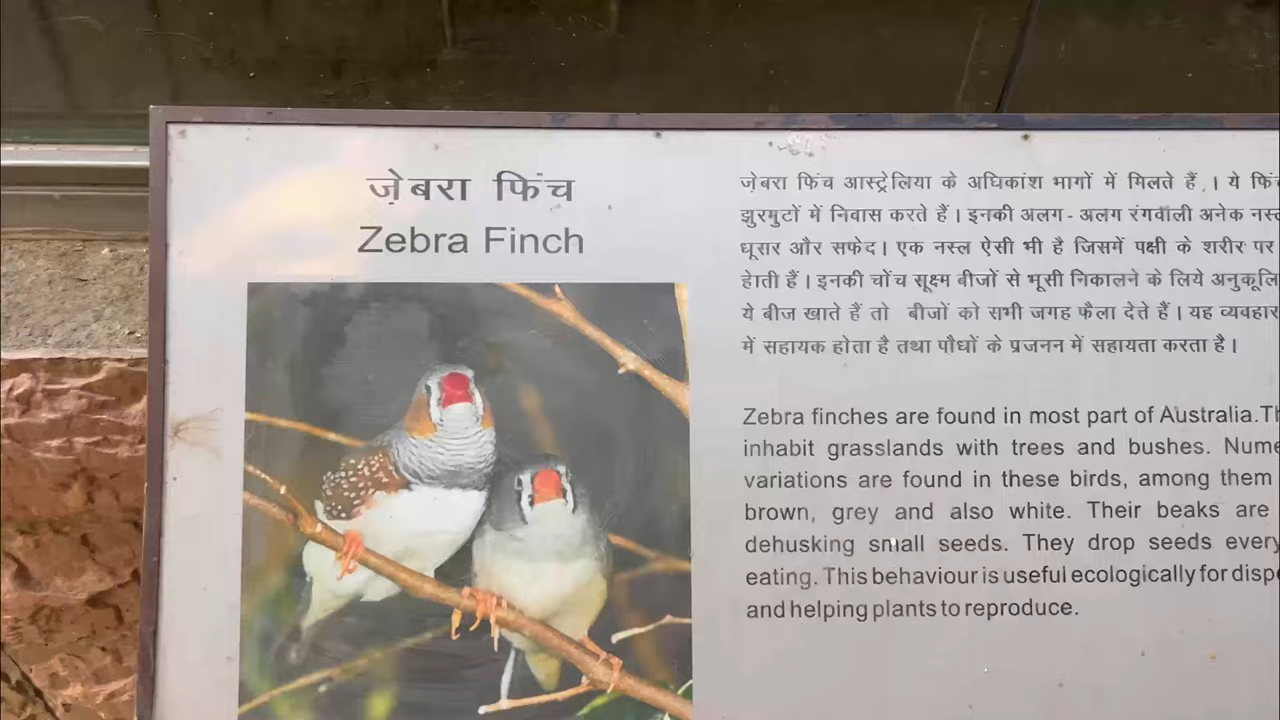 ज़ेबरा फिंच
Zebra Finch
ज़ेबरा फिंच आस्ट्रेलिया के अधिकांश भागों में मिलते हैं । ये
झुरमुटों में निवास करते हैं । इनकी अलग - अलग रंगवाली अनेक
धूसर और सफेद । एक नस्ल ऐसी भी है जिसमें पक्षी के शरीर पर
हेाती हैं । इनकी चोंच सूक्ष्म बीजों से भूसी निकालने के लिये
ये बीज खाते हैं तो बीजों को सभी जगह फैला देते हैं । यह व्यवहार
में सहायक होता है तथा पौधों के प्रजनन में सहायता करता है ।
Zebra finches are found in most part of Australia.
inhabit grasslands with trees and bushes.
variations are found in these birds, among them
brown, grey and also white. Their beaks are
dehusking small seeds. They drop seeds
eating. This behaviour is useful ecologically for
and helping plants to reproduce.